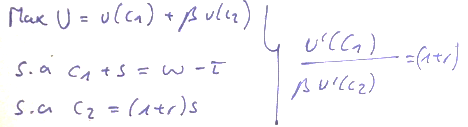 Max U = u(c1) + β u(c2)
s.a c1 + s = w - τ
s.a c2 = (1+r)s
u'(c1) / β u'(c2) = (1+r)